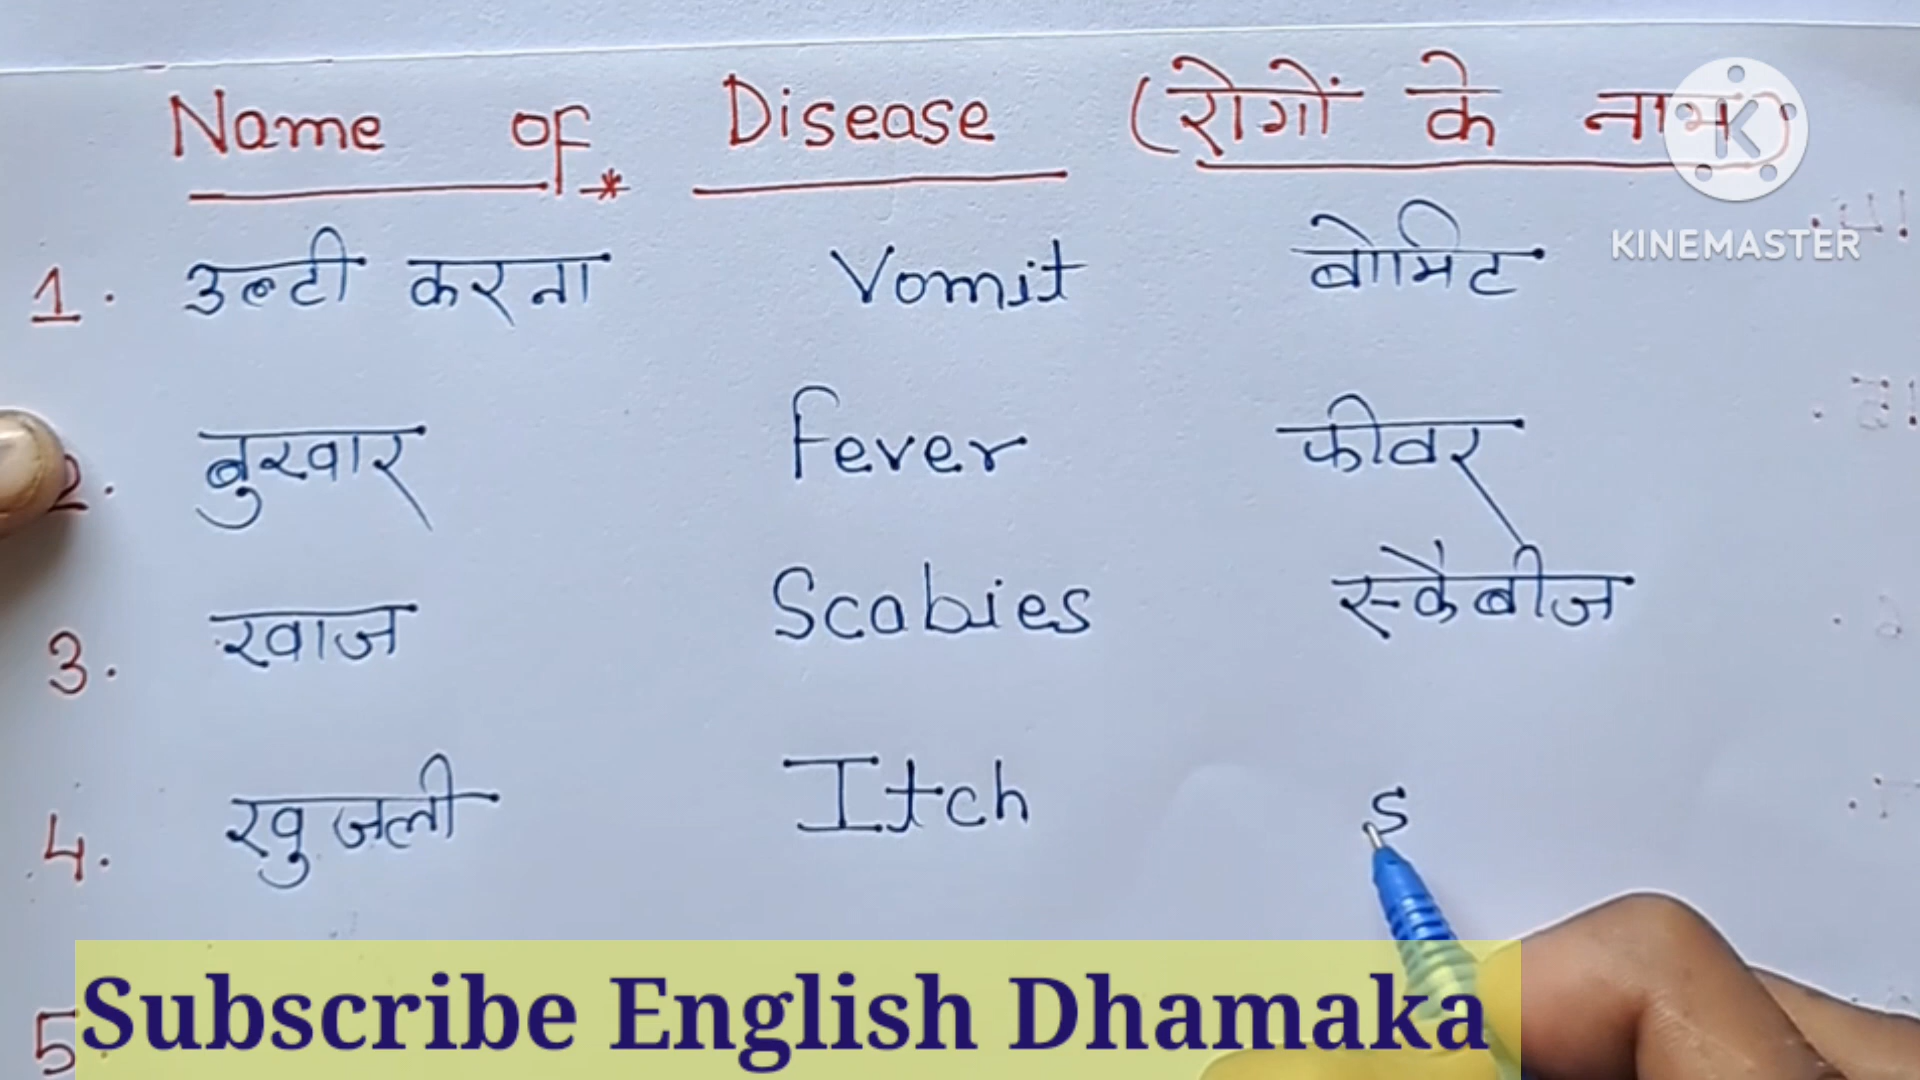 Name of Disease (रोगों के नाम)
KINEMASTER
1. उल्टी करना Vomit बोमिट
2. बुखार Fever फीवर
3. खाज Scabies स्कैबीज
4. खुजली Itch इ
5.
Subscribe English Dhamaka